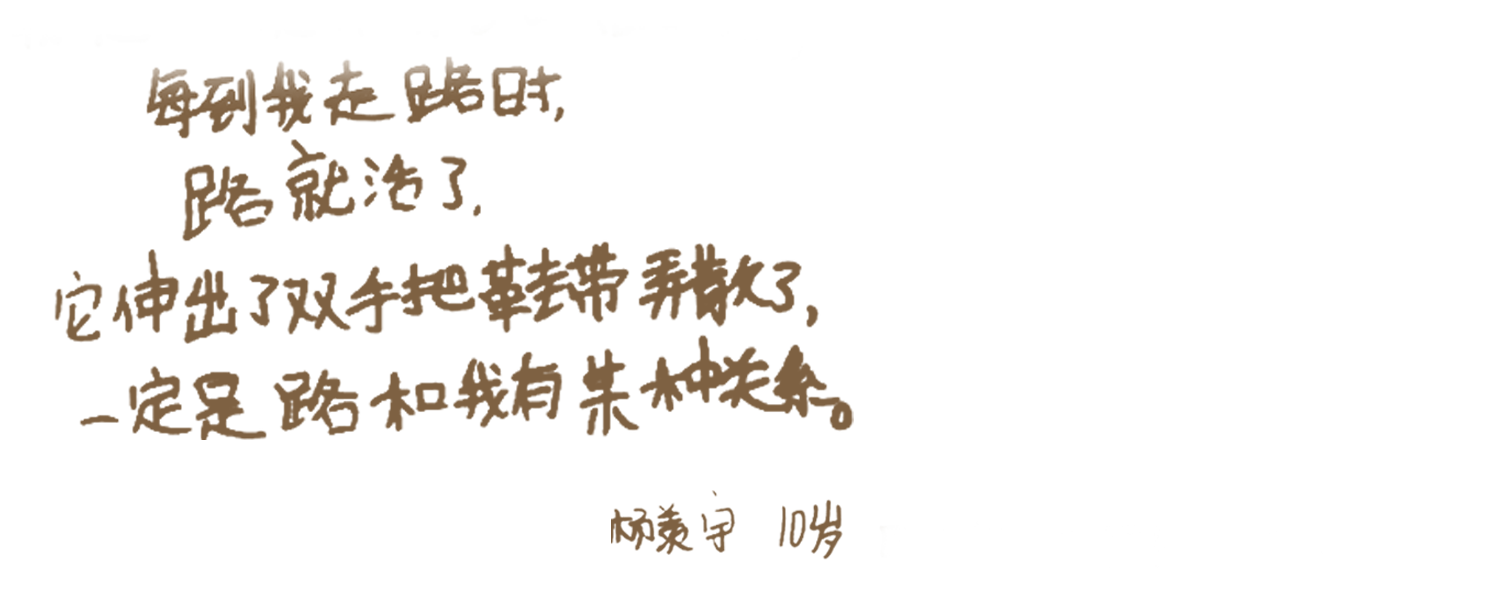 每到我走路时,
路就活了,
它伸出了双手把鞋带弄散了,
一定是路和我有某种关系。
杨美宇 10岁